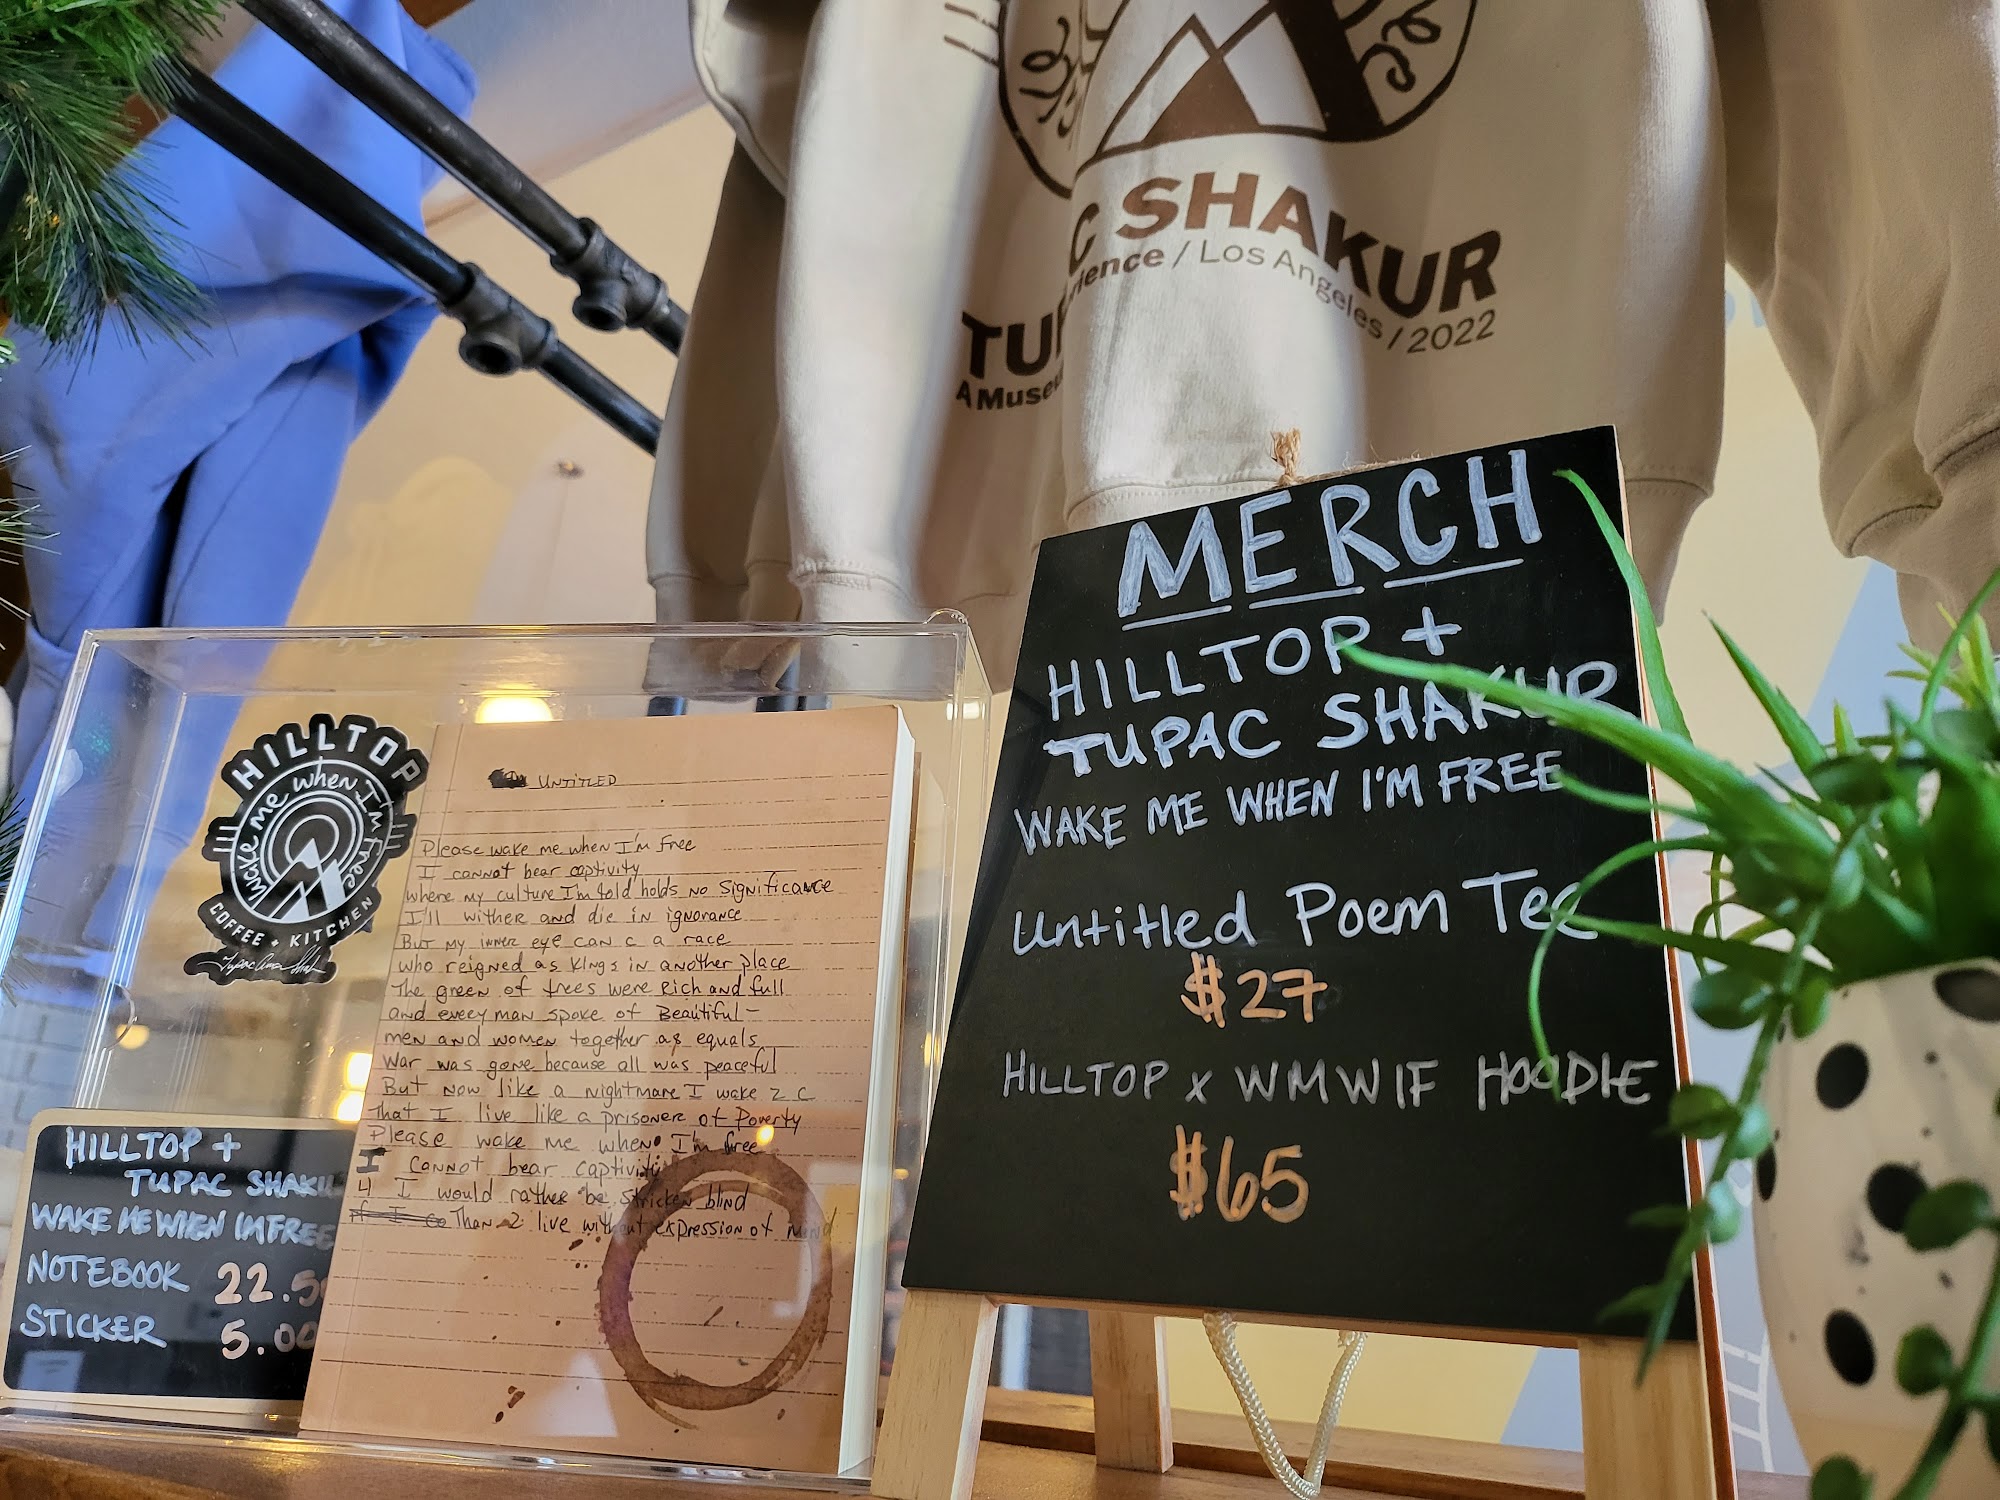 SHAKUR
/ Los Angeles / 2022
A
MERCH
HILLTOP +
TUPAC SHAKUR
WAKE ME WHEN I'M FREE
Untitled Poem Tee
$27
HILLTOP x WMWIF HOODIE
$65
HILLTOP
wake me when I'm free
COFFEE + KITCHEN
UNTITLED
Please wake me when I'm free
I cannot bear captivity
where my culture I'm told holds no significance
I'll wither and die in ignorance
But my inner eye can c a race
who reigned as kings in another place
The green of trees were rich and full
and every man spoke of Beautiful-
men and women together as equals
War was gone because all was peaceful
But now like a nightmare I wake 2 c
That I live like a prisoner of Poverty
Please wake me when I'm free
I cannot bear captivity
4 I would rather be stricken blind
Than 2 live without expression of mind
HILLTOP +
TUPAC
WAKE ME WHEN IM FREE
NOTEBOOK 22.5
STICKER 5.00